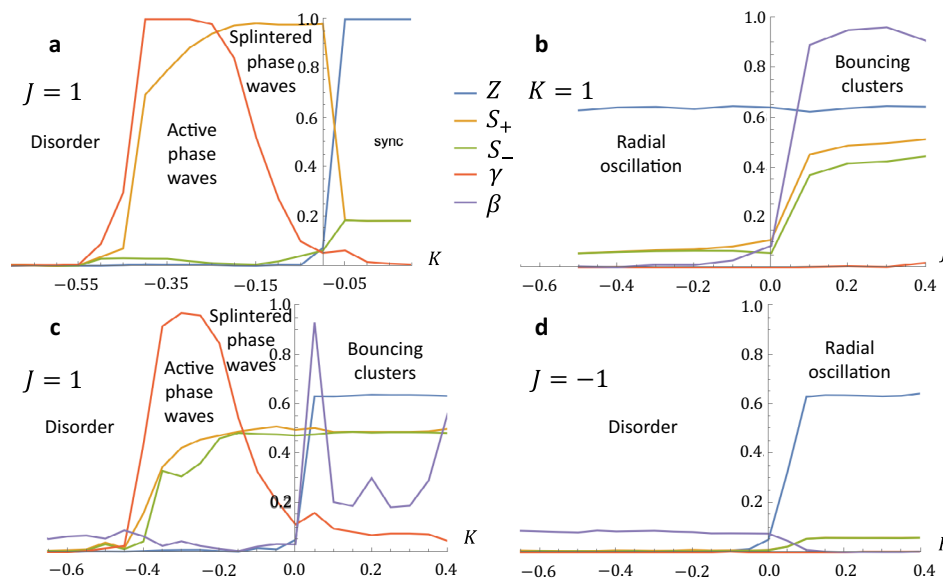 a
J = 1
Disorder
Active
phase
waves
Splintered
phase
waves
sync
1.0
0.8
0.6
0.4
0.2
−0.55
−0.35
−0.15
−0.05
K
Z
S+
S−
γ
β
b
K = 1
Radial
oscillation
Bouncing
clusters
1.0
0.8
0.6
0.4
0.2
−0.6
−0.4
−0.2
0.0
0.2
0.4
c
J = 1
Disorder
Active
phase
waves
Splintered
phase
waves
Bouncing
clusters
1.0
0.8
0.6
0.4
0.2
−0.6
−0.4
−0.2
0.0
0.2
0.4
K
d
J = −1
Disorder
Radial
oscillation
1.0
0.8
0.6
0.4
0.2
−0.6
−0.4
−0.2
0.0
0.2
0.4